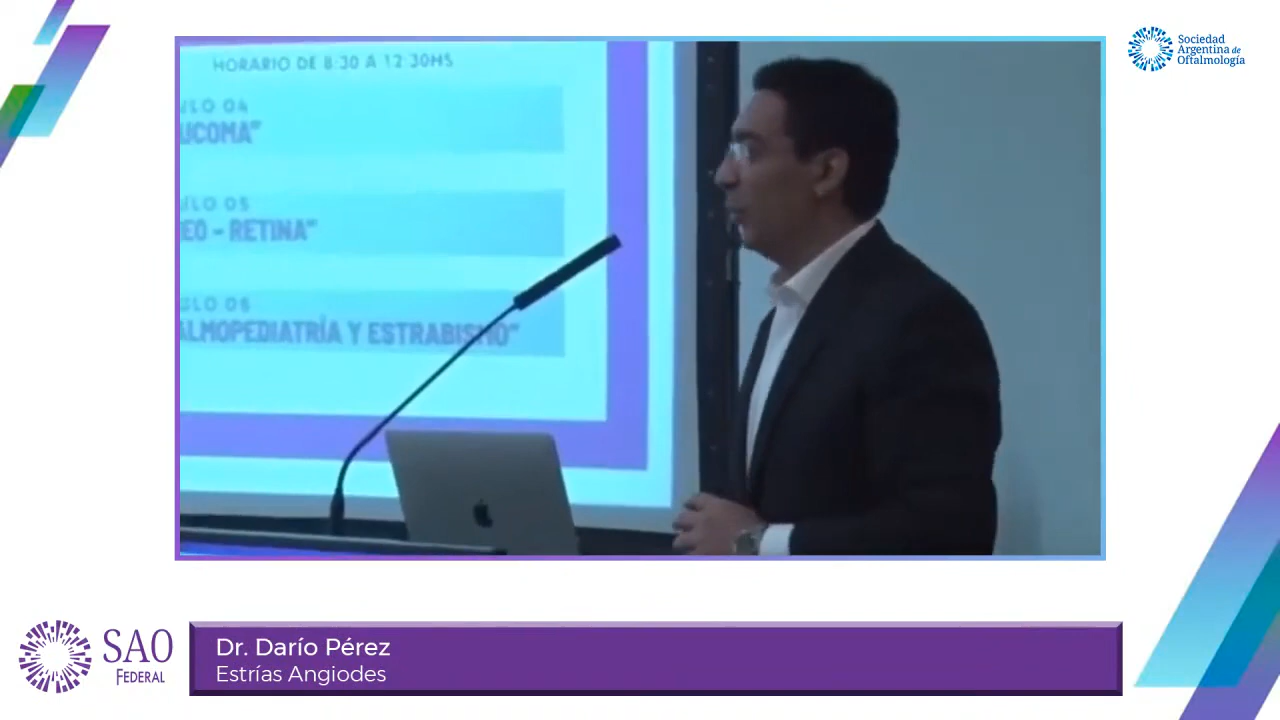 Sociedad
Argentina de
Oftalmología
HORARIO DE 8:30 A 12:30HS
ULO 04
UCOMA"
ULO 05
EO - RETINA"
ULO 06
ALMOPEDIATRÍA Y ESTRABISMO"
SAO
FEDERAL
Dr. Darío Pérez
Estrías Angiodes